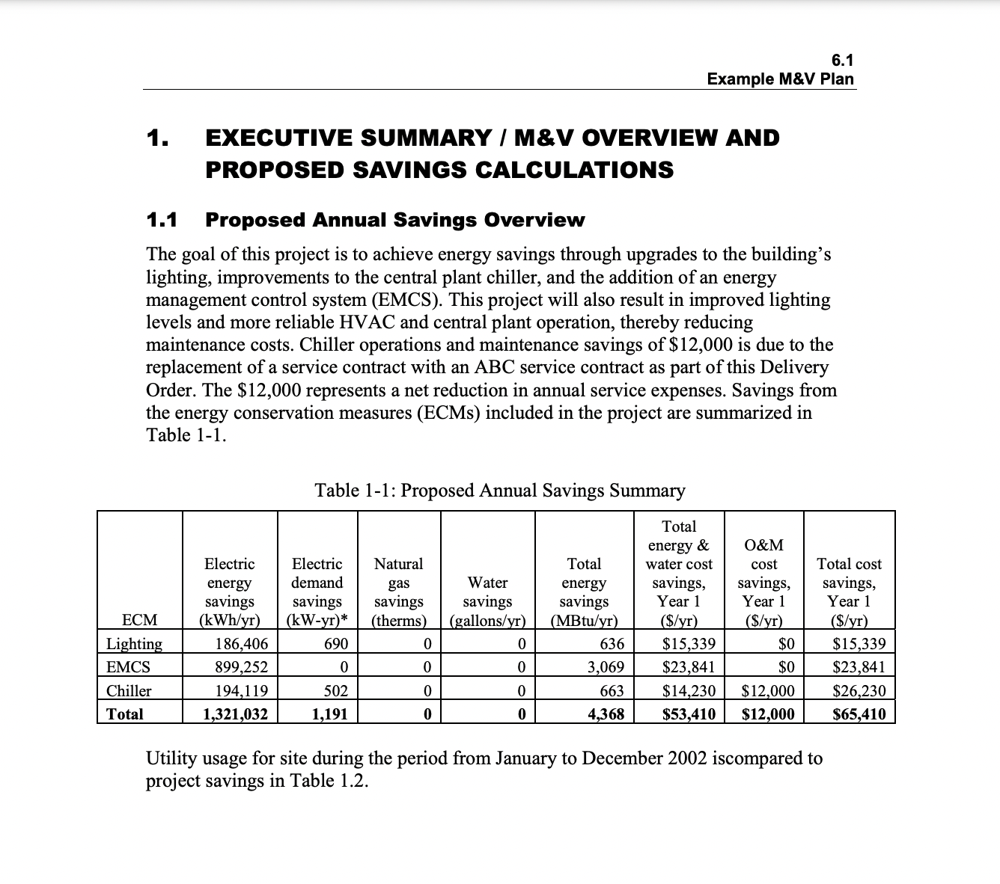 6.1
Example M&V Plan
1. EXECUTIVE SUMMARY / M&V OVERVIEW AND
PROPOSED SAVINGS CALCULATIONS
1.1 Proposed Annual Savings Overview
The goal of this project is to achieve energy savings through upgrades to the building’s
lighting, improvements to the central plant chiller, and the addition of an energy
management control system (EMCS). This project will also result in improved lighting
levels and more reliable HVAC and central plant operation, thereby reducing
maintenance costs. Chiller operations and maintenance savings of $12,000 is due to the
replacement of a service contract with an ABC service contract as part of this Delivery
Order. The $12,000 represents a net reduction in annual service expenses. Savings from
the energy conservation measures (ECMs) included in the project are summarized in
Table 1-1.
Table 1-1: Proposed Annual Savings Summary
ECM
Electric
energy
savings
(kWh/yr)
Electric
demand
savings
(kW-yr)*
Natural
gas
savings
(therms)
Water
savings
(gallons/yr)
Total
energy
savings
(MBtu/yr)
Total
energy &
water cost
savings,
Year 1
($/yr)
O&M
cost
savings,
Year 1
($/yr)
Total cost
savings,
Year 1
($/yr)
Lighting 186,406 690 0 0 636 $15,339 $0 $15,339
EMCS 899,252 0 0 0 3,069 $23,841 $0 $23,841
Chiller 194,119 502 0 0 663 $14,230 $12,000 $26,230
Total 1,321,032 1,191 0 0 4,368 $53,410 $12,000 $65,410
Utility usage for site during the period from January to December 2002 iscompared to
project savings in Table 1.2.